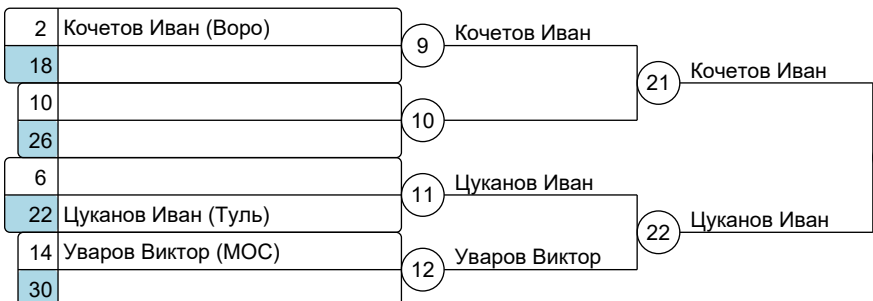 2 Кочетов Иван (Воро)
9 Кочетов Иван
18
21 Кочетов Иван
10
10
26
6
11 Цуканов Иван
22 Цуканов Иван (Туль)
22 Цуканов Иван
14 Уваров Виктор (МОС)
12 Уваров Виктор
30